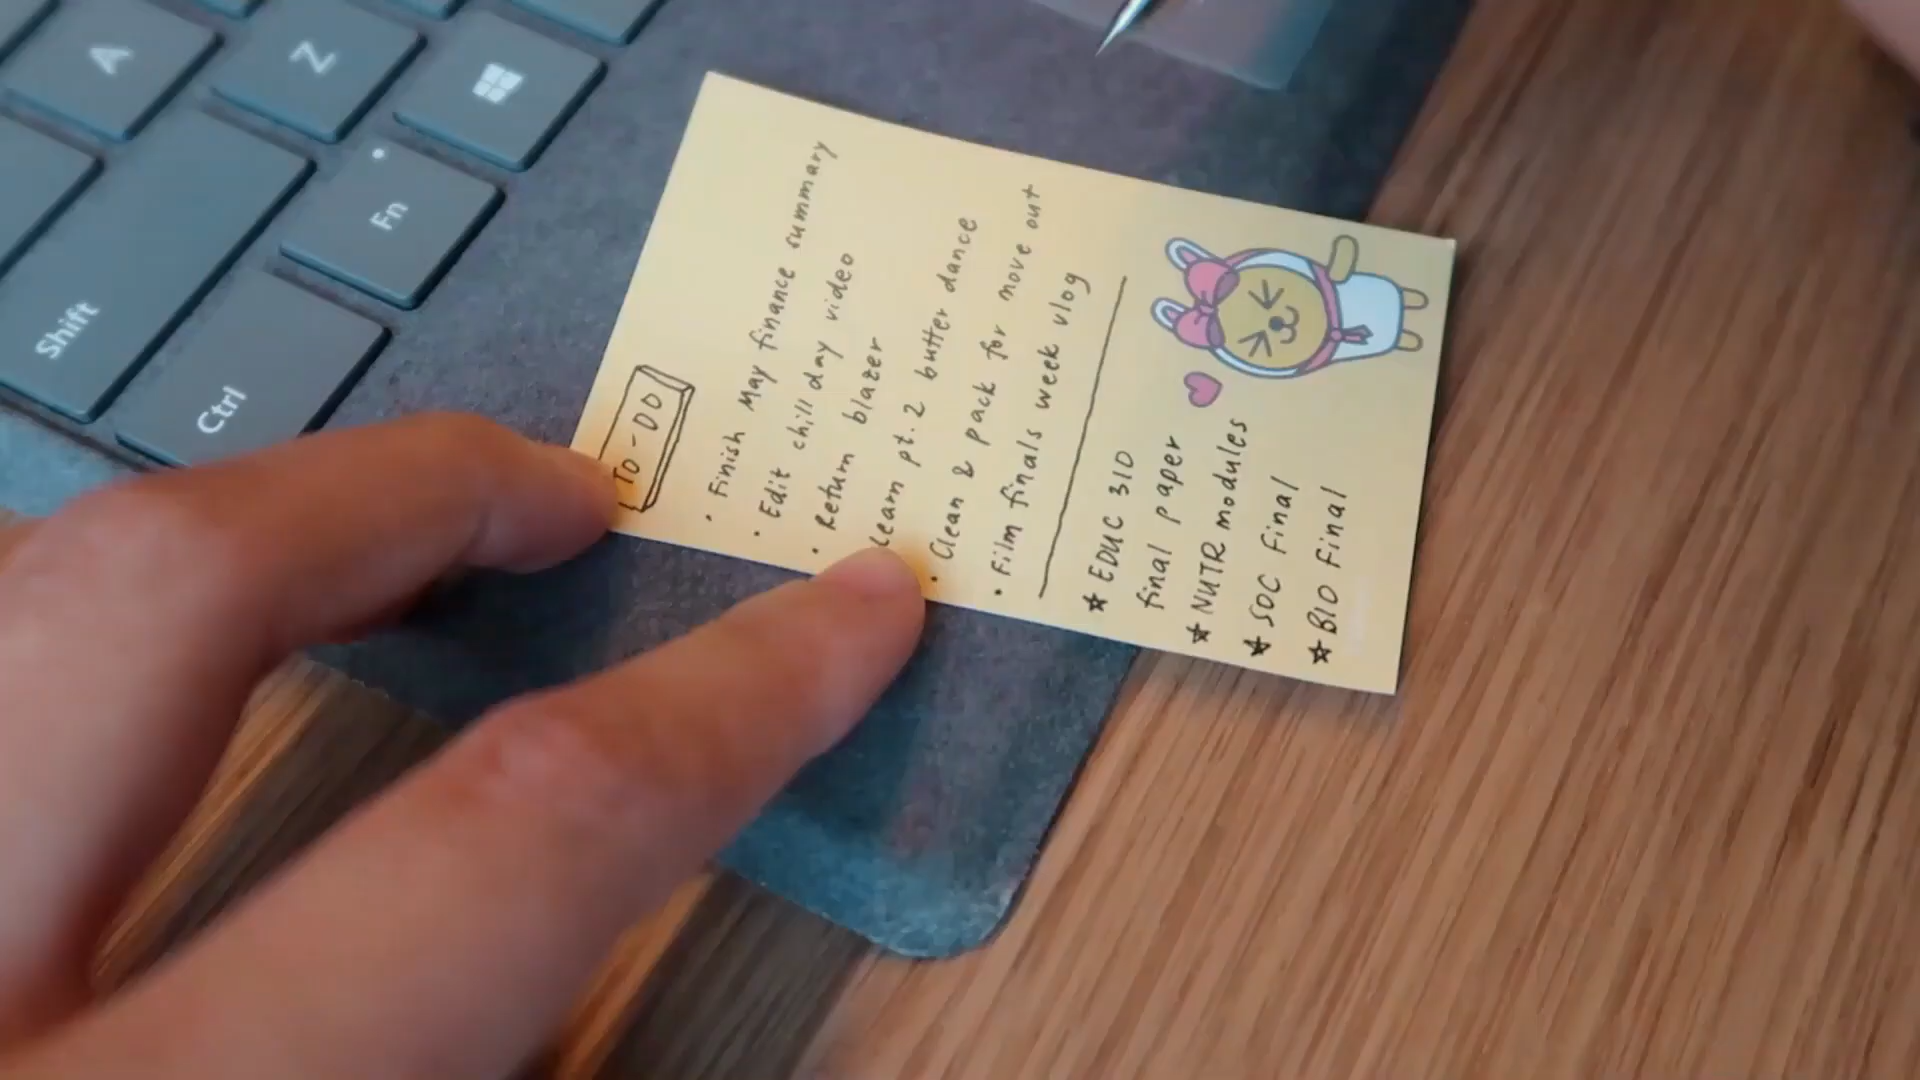 A
Z
Fn
Shift
Ctrl
TO-DO
• Finish May finance summary
• Edit chill day video
• Return blazer
Learn pt. 2 butter dance
• Clean & pack for move out
• Film finals week vlog
☆ EDUC 310
final paper
☆ NUTR modules
☆ SOC Final
☆ BIO Final